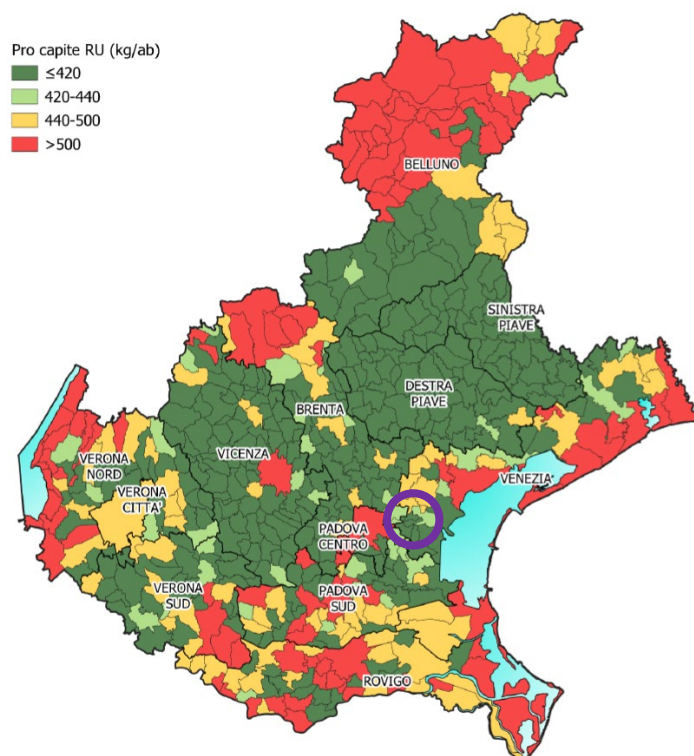 Pro capite RU (kg/ab)
≤420
420-440
440-500
>500
BELLUNO
SINISTRA
PIAVE
DESTRA
PIAVE
BRENTA
VICENZA
VERONA
NORD
VERONA
CITTA'
VENEZIA'
PADOVA
CENTRO
VERONA
SUD
PADOVA
SUD
ROVIGO